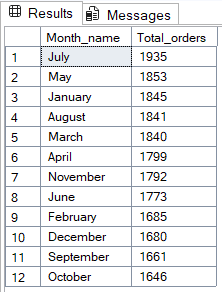 Results Messages
Month_name Total_orders
1 July 1935
2 May 1853
3 January 1845
4 August 1841
5 March 1840
6 April 1799
7 November 1792
8 June 1773
9 February 1685
10 December 1680
11 September 1661
12 October 1646